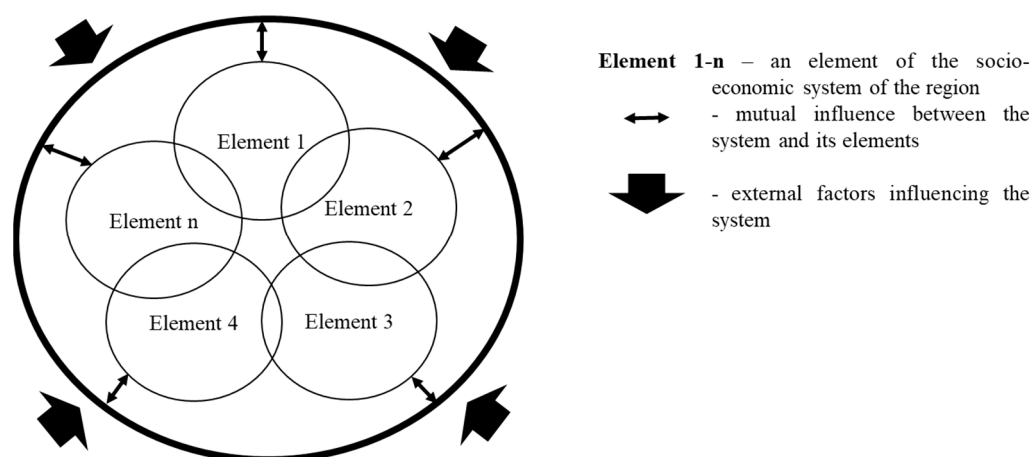 Element 1
Element 2
Element n
Element 4
Element 3
Element 1-n – an element of the socio-
economic system of the region
- mutual influence between the
system and its elements
- external factors influencing the
system